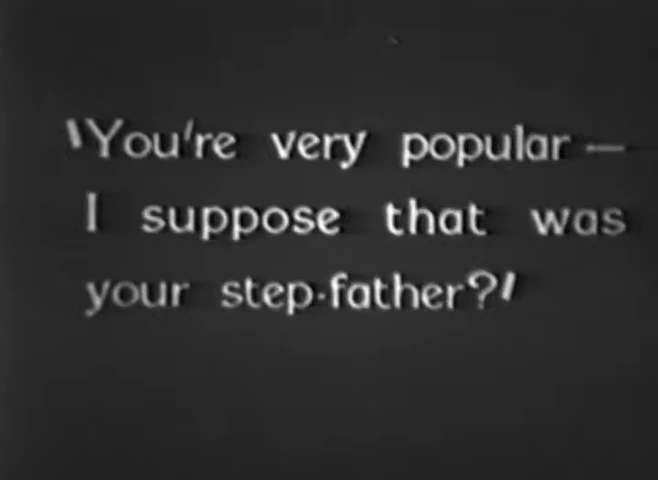 "You're very popular —
I suppose that was
your step-father?"